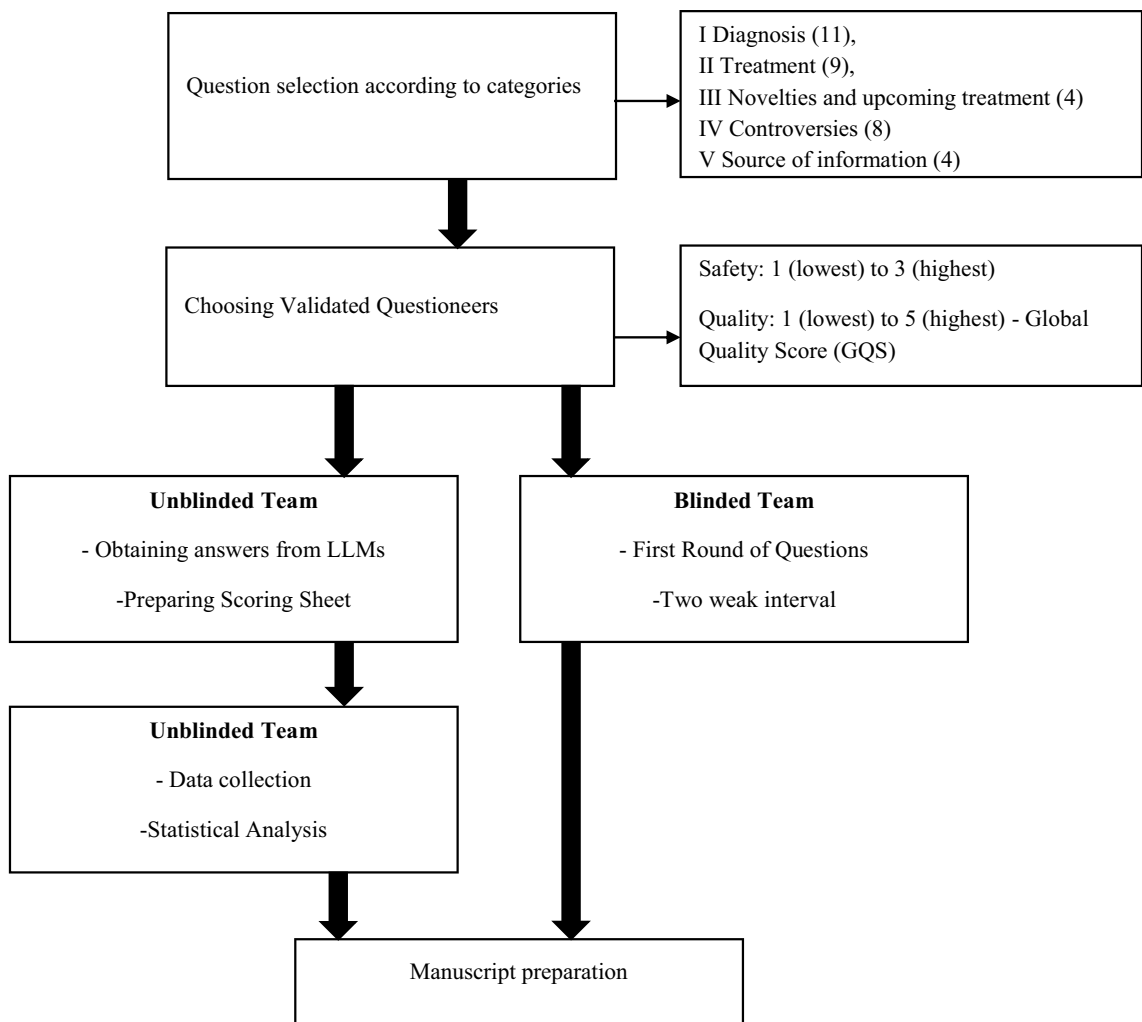 Question selection according to categories
I Diagnosis (11),
II Treatment (9),
III Novelties and upcoming treatment (4)
IV Controversies (8)
V Source of information (4)
Choosing Validated Questioneers
Safety: 1 (lowest) to 3 (highest)
Quality: 1 (lowest) to 5 (highest) - Global
Quality Score (GQS)
Unblinded Team
- Obtaining answers from LLMs
-Preparing Scoring Sheet
Blinded Team
- First Round of Questions
-Two weak interval
Unblinded Team
- Data collection
-Statistical Analysis
Manuscript preparation